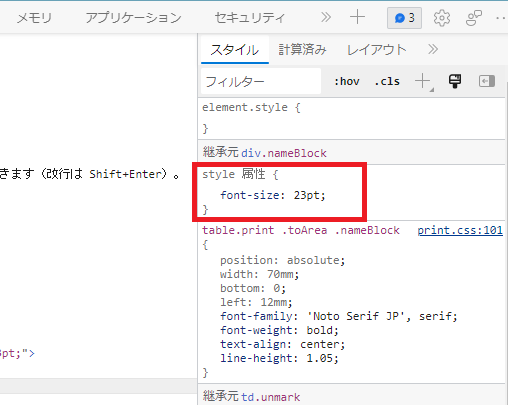 メモリ アプリケーション セキュリティ » + 3
スタイル 計算済み レイアウト »
フィルター :hov .cls
element.style {
}
継承元 div.nameBlock
きます（改行は Shift+Enter）。
style 属性 {
font-size: 23pt;
}
table.print .toArea .nameBlock print.css:101
{
position: absolute;
width: 70mm;
bottom: 0;
left: 12mm;
font-family: 'Noto Serif JP', serif;
font-weight: bold;
text-align: center;
pt;">
line-height: 1.05;
}
継承元 td.unmark